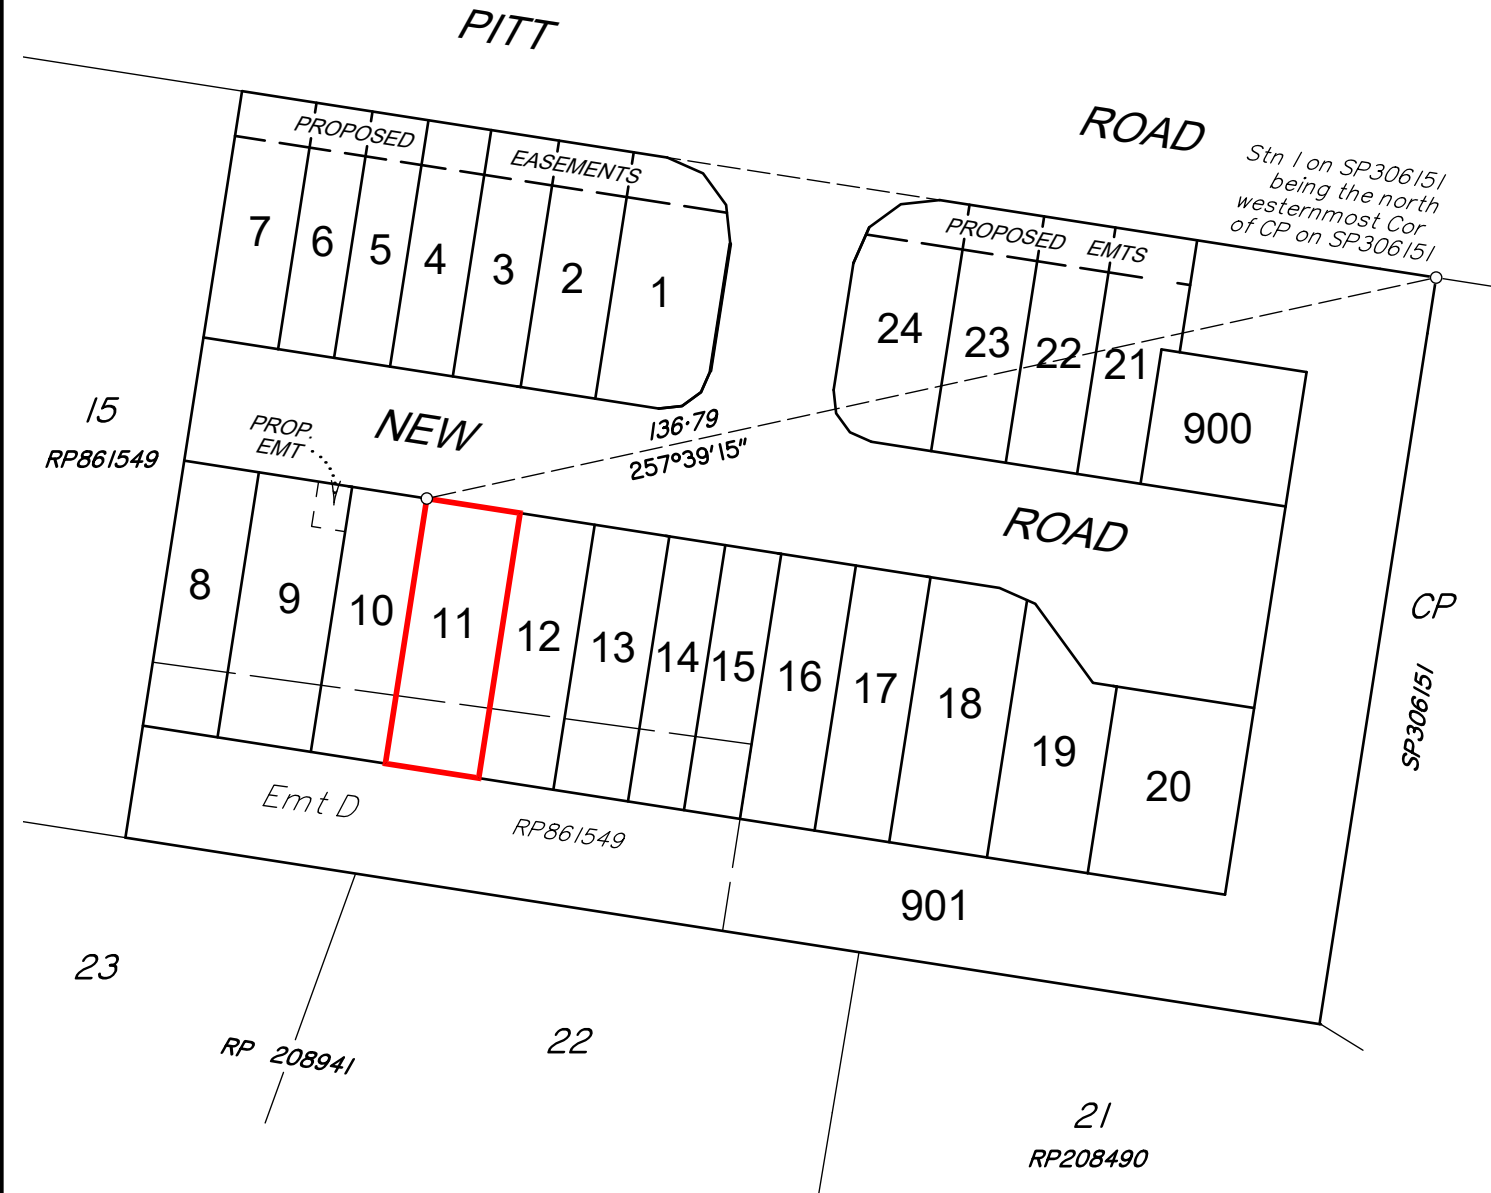 PITT
ROAD
Stn 1 on SP306151
being the north
westernmost Cor
of CP on SP306151
PROPOSED
EASEMENTS
PROPOSED EMTS
7
6
5
4
3
2
1
24
23
22
21
900
15
RP861549
PROP.
EMT
NEW
136·79
257°39'15"
ROAD
8
9
10
11
12
13
14
15
16
17
18
19
20
CP
SP306151
Emt D
RP861549
901
23
RP 208941
22
21
RP208490